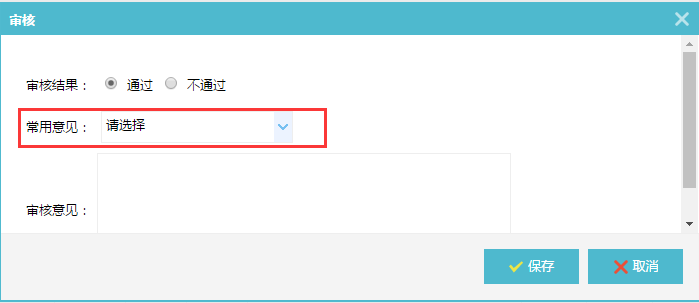 审核
审核结果： 通过 不通过
常用意见： 请选择
审核意见：
保存 取消